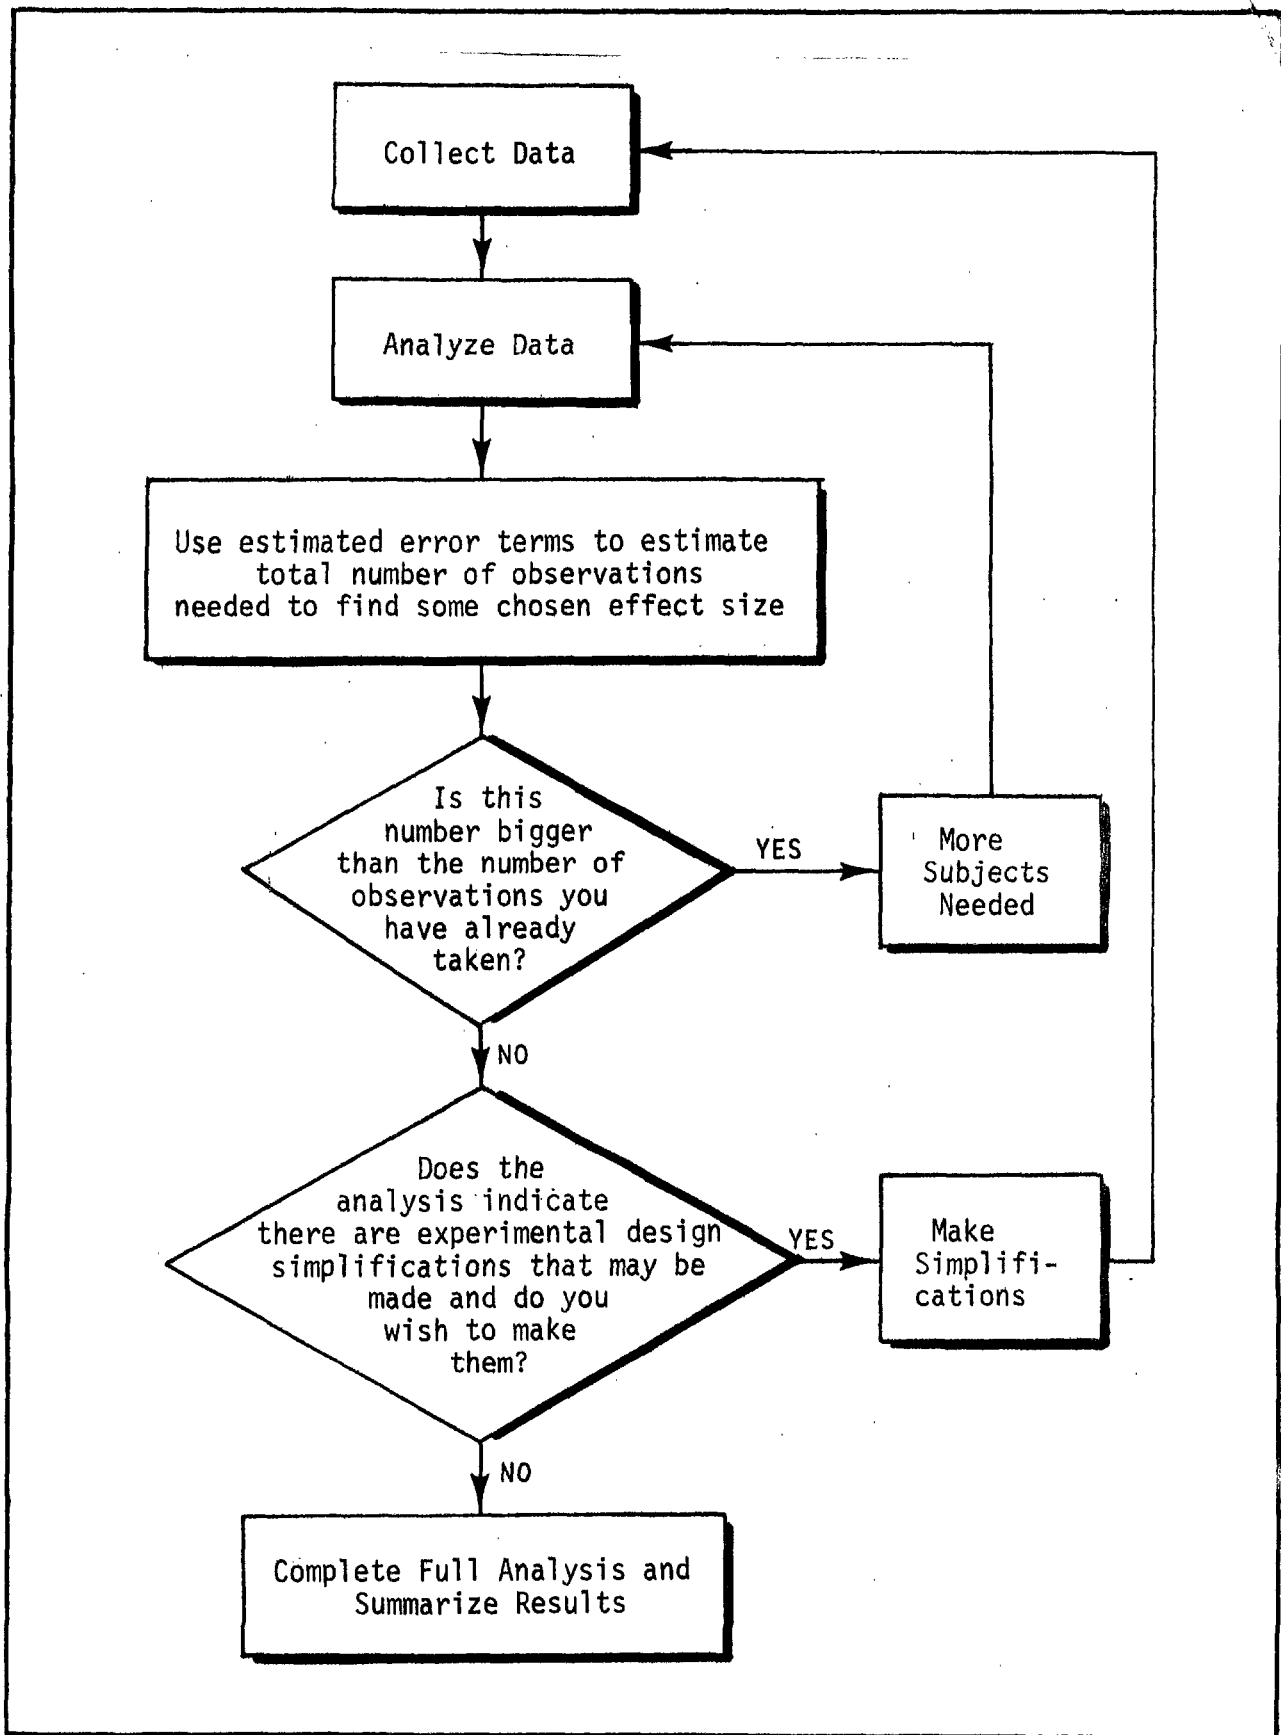 Collect Data
Analyze Data
Use estimated error terms to estimate
total number of observations
needed to find some chosen effect size
Is this
number bigger
than the number of
observations you
have already
taken?
YES
More
Subjects
Needed
NO
Does the
analysis indicate
there are experimental design
simplifications that may be
made and do you
wish to make
them?
YES
Make
Simplifi-
cations
NO
Complete Full Analysis and
Summarize Results